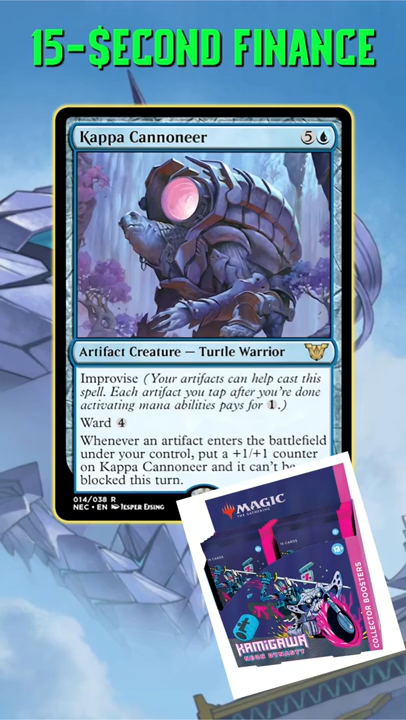 15-$ECOND FINANCE
Kappa Cannoneer 5
Artifact Creature — Turtle Warrior
Improvise (Your artifacts can help cast this
spell. Each artifact you tap after you're done
activating mana abilities pays for 1.)
Ward 4
Whenever an artifact enters the battlefield
under your control, put a +1/+1 counter
on Kappa Cannoneer and it can't be
blocked this turn.
014/038 R
NEC • EN JESPER EJSING
MAGIC
THE GATHERING
15 CARDS
13+
KAMIGAWA
NEON DYNASTY
COLLECTOR BOOSTERS